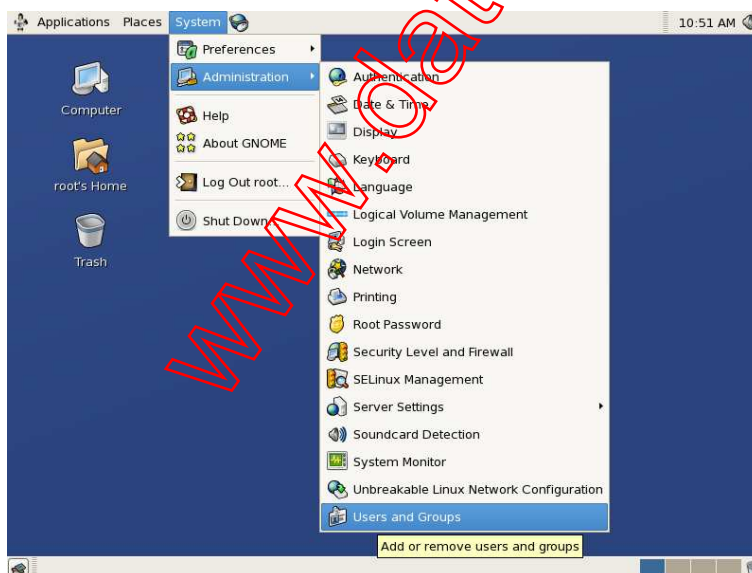 Applications Places System 10:51 AM
Preferences
Administration
Help
About GNOME
Log Out root...
Shut Down...
Computer
root's Home
Trash
Authentication
Date & Time
Display
Keyboard
Language
Logical Volume Management
Login Screen
Network
Printing
Root Password
Security Level and Firewall
SELinux Management
Server Settings
Soundcard Detection
System Monitor
Unbreakable Linux Network Configuration
Users and Groups
Add or remove users and groups
www.dat